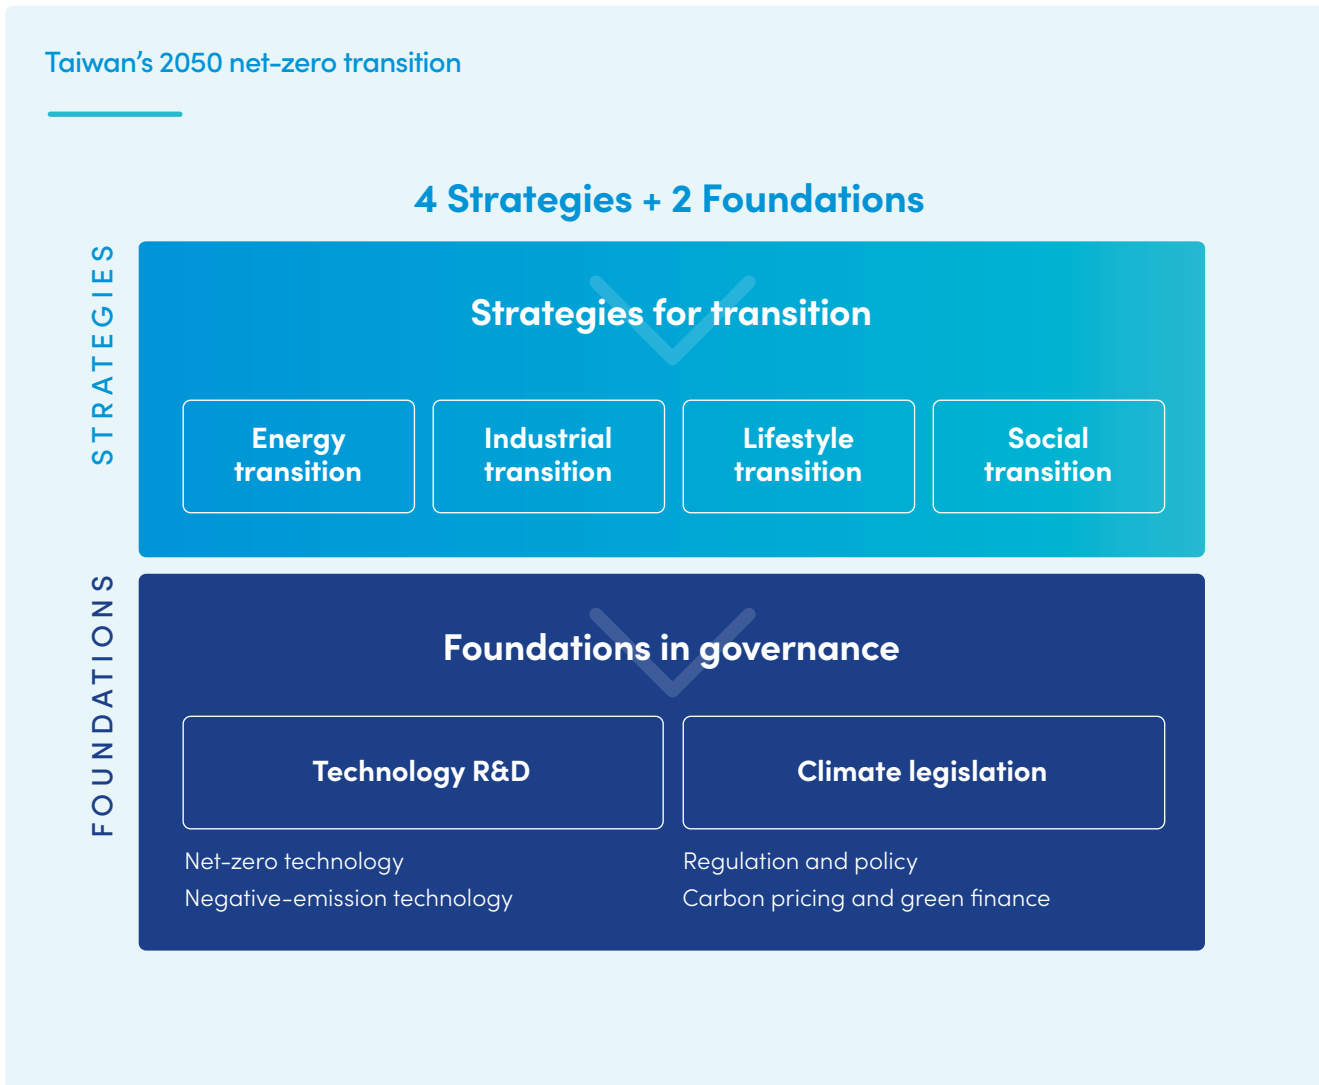 Taiwan’s 2050 net-zero transition
4 Strategies + 2 Foundations
STRATEGIES
Strategies for transition
Energy
transition
Industrial
transition
Lifestyle
transition
Social
transition
FOUNDATIONS
Foundations in governance
Technology R&D
Net-zero technology
Negative-emission technology
Climate legislation
Regulation and policy
Carbon pricing and green finance